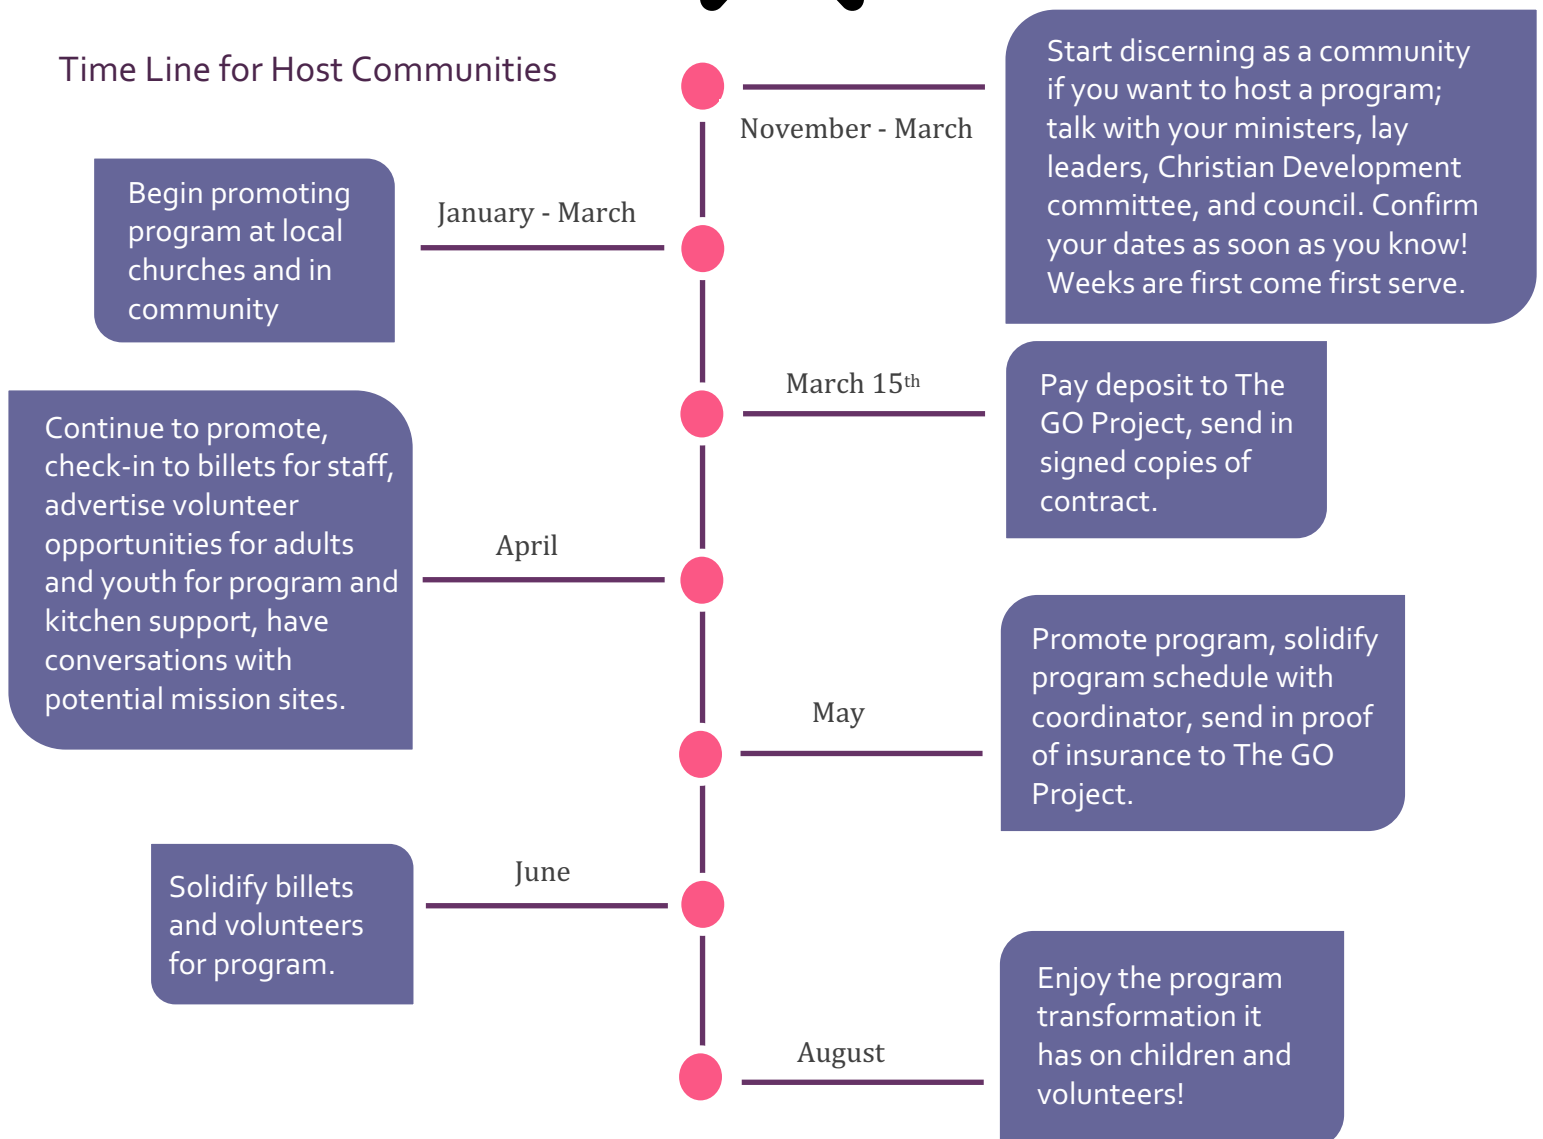 Time Line for Host Communities
November - March
Start discerning as a community
if you want to host a program;
talk with your ministers, lay
leaders, Christian Development
committee, and council. Confirm
your dates as soon as you know!
Weeks are first come first serve.
January - March
Begin promoting
program at local
churches and in
community
March 15th
Pay deposit to The
GO Project, send in
signed copies of
contract.
April
Continue to promote,
check-in to billets for staff,
advertise volunteer
opportunities for adults
and youth for program and
kitchen support, have
conversations with
potential mission sites.
May
Promote program, solidify
program schedule with
coordinator, send in proof
of insurance to The GO
Project.
June
Solidify billets
and volunteers
for program.
August
Enjoy the program
transformation it
has on children and
volunteers!